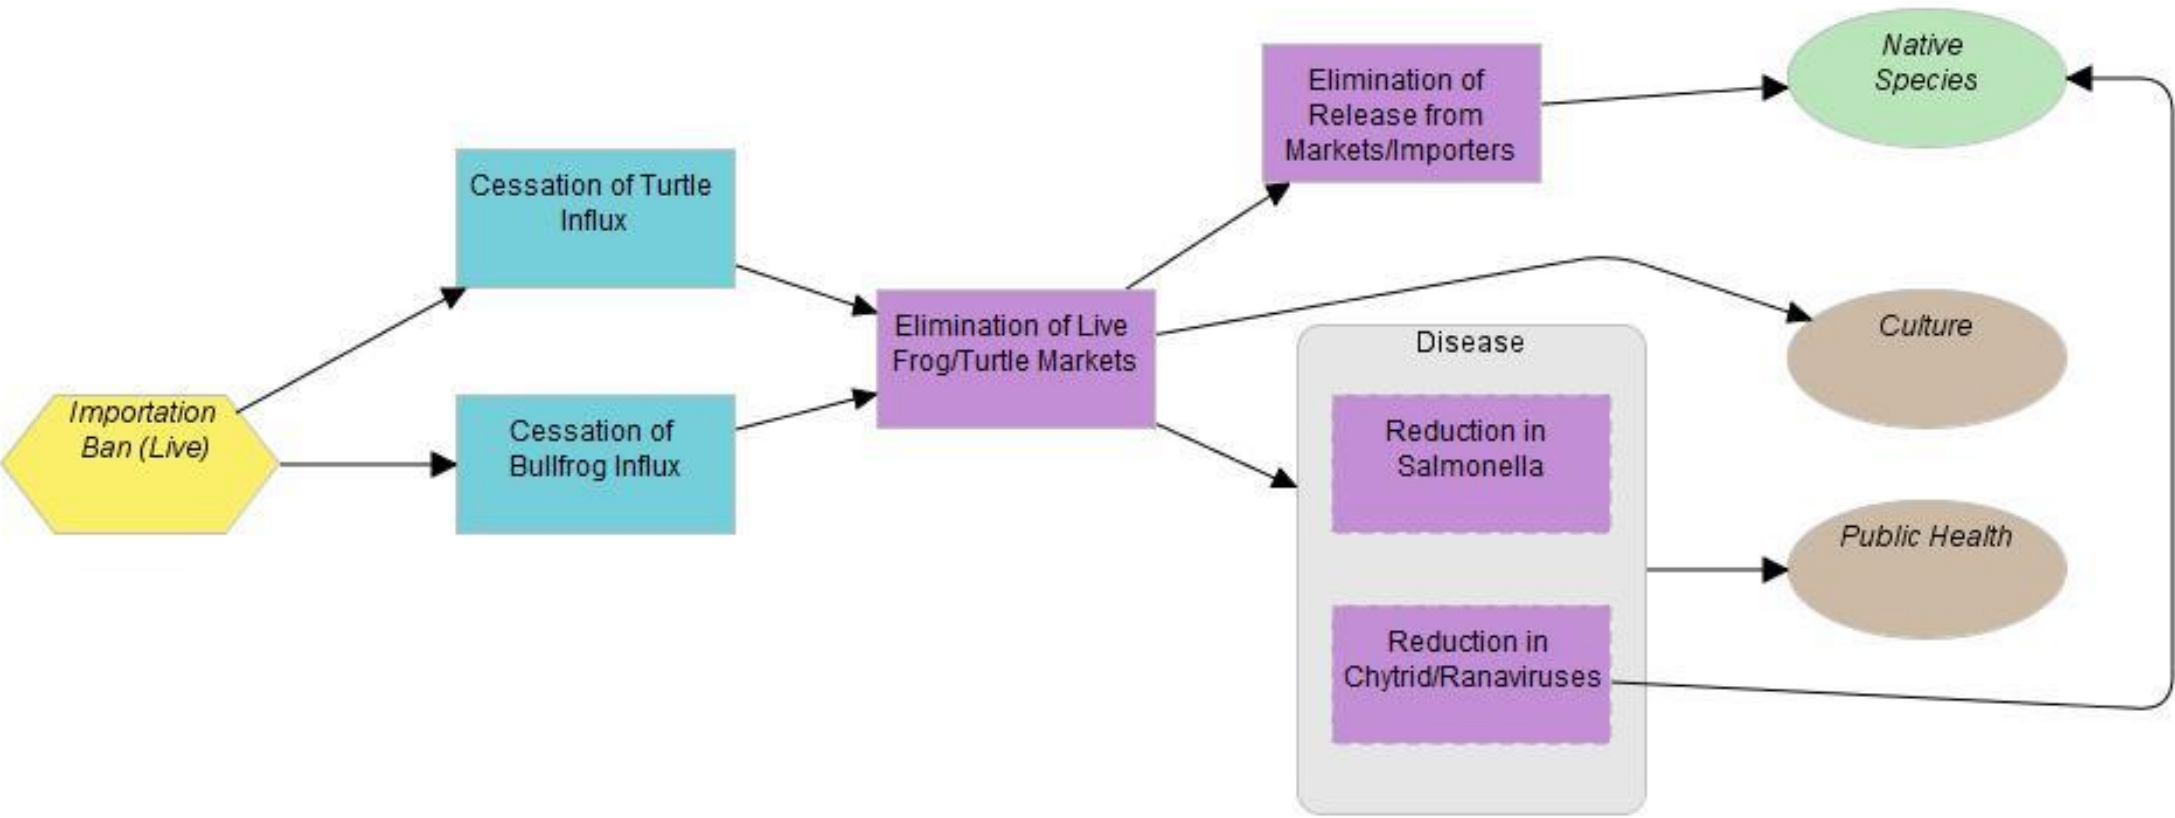 Importation
Ban (Live)
Cessation of Turtle
Influx
Cessation of
Bullfrog Influx
Elimination of Live
Frog/Turtle Markets
Elimination of
Release from
Markets/Importers
Disease
Reduction in
Salmonella
Reduction in
Chytrid/Ranaviruses
Native
Species
Culture
Public Health